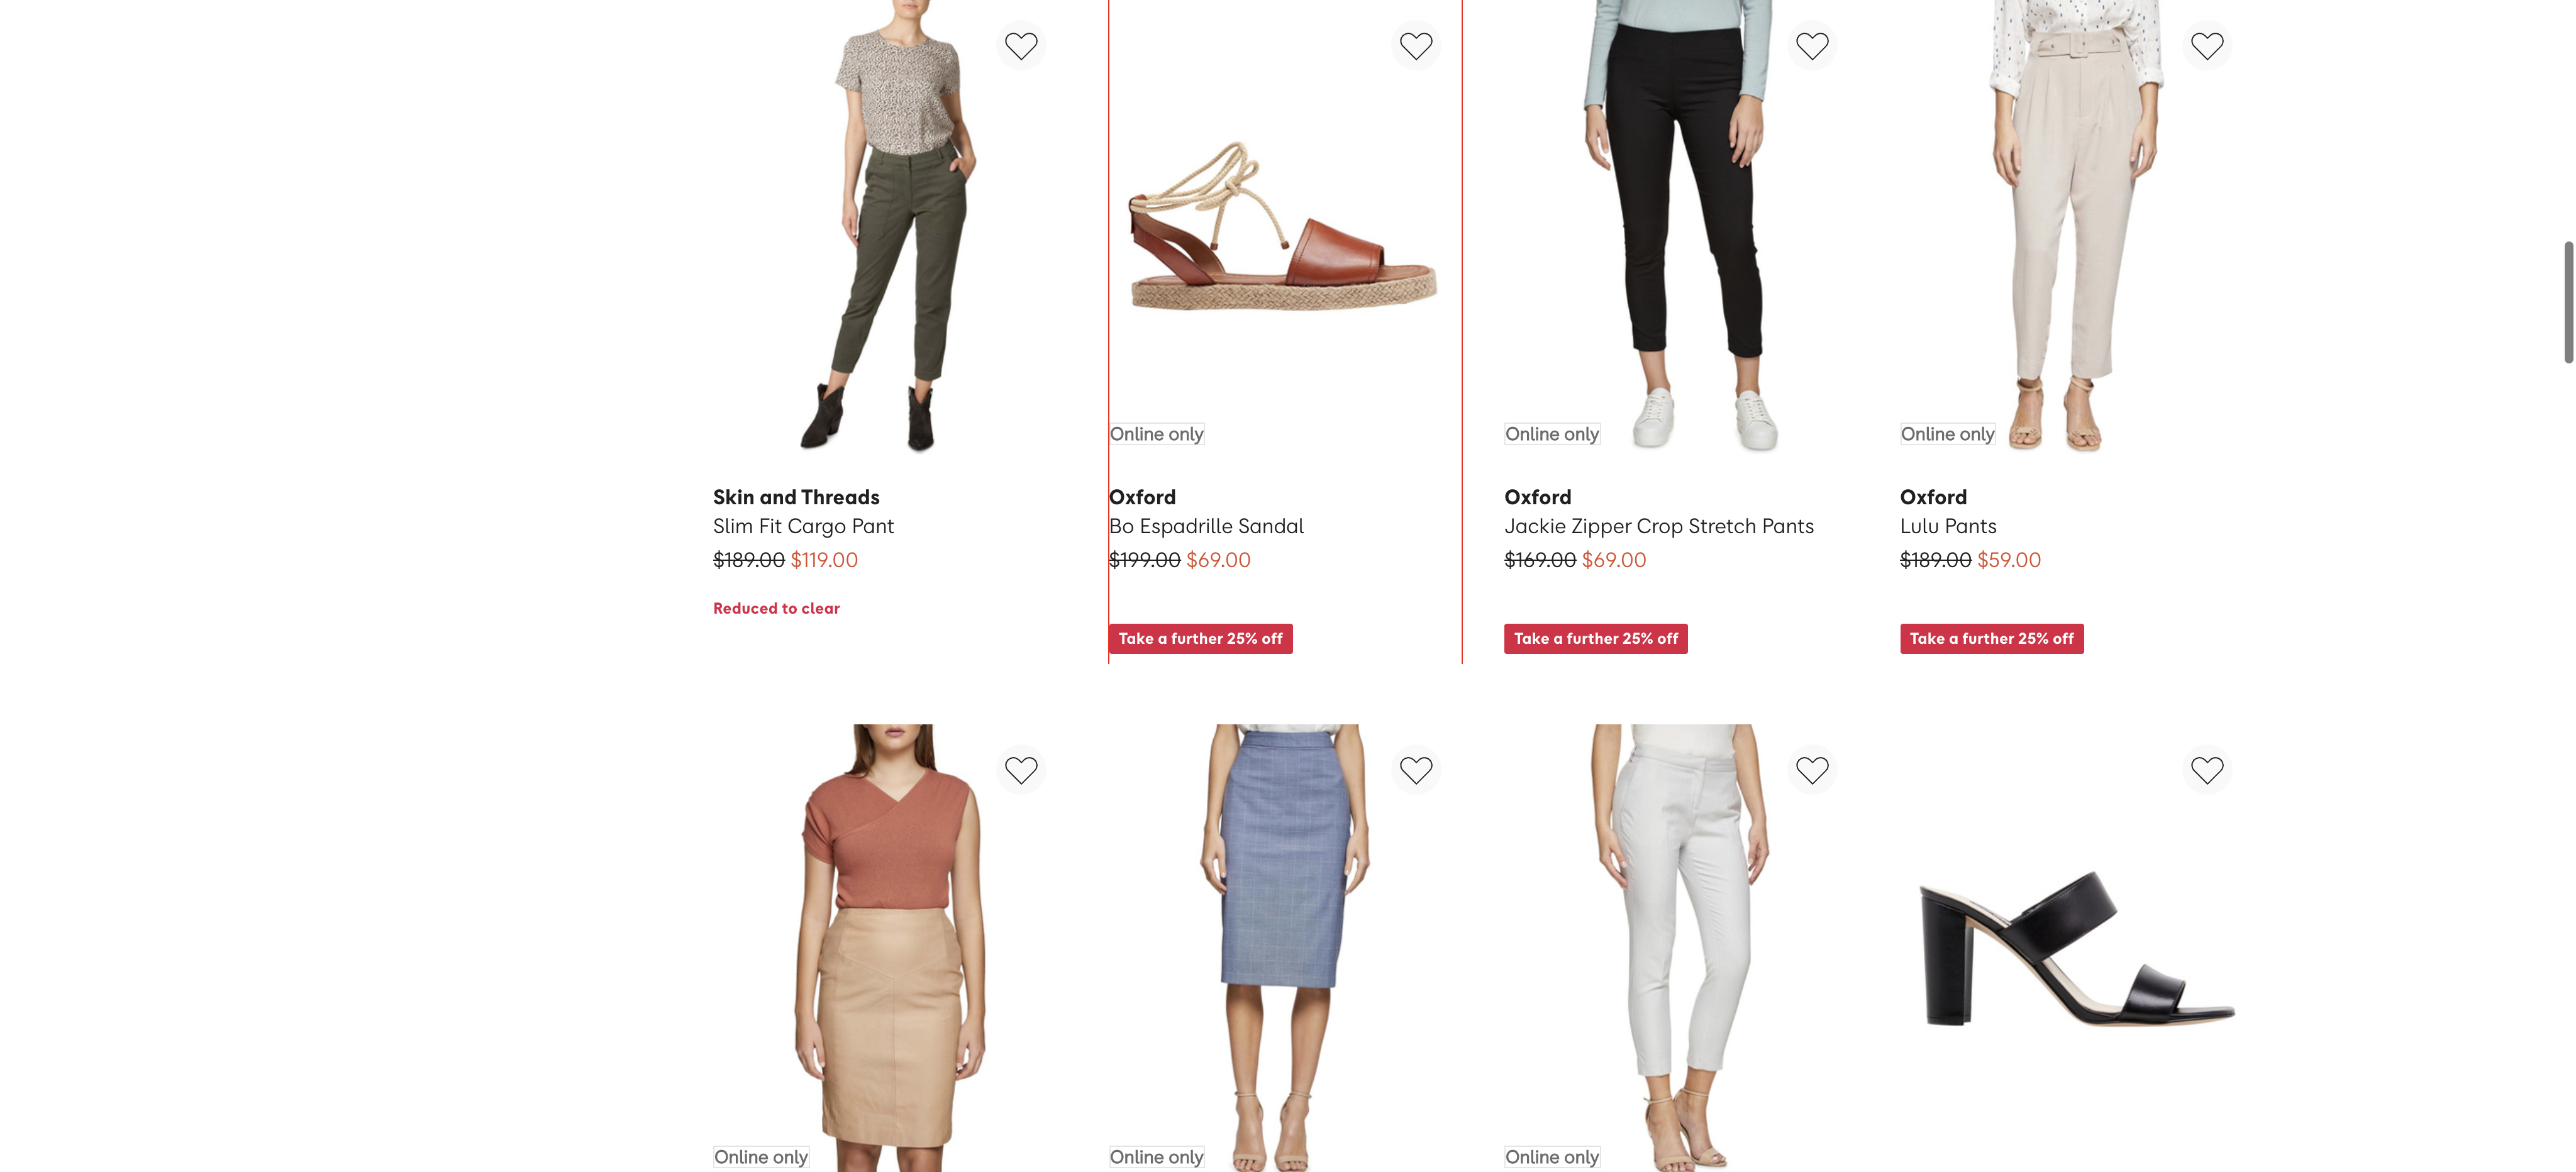 Online only
Online only
Online only
Skin and Threads
Slim Fit Cargo Pant
$189.00 $119.00
Reduced to clear
Oxford
Bo Espadrille Sandal
$199.00 $69.00
Take a further 25% off
Oxford
Jackie Zipper Crop Stretch Pants
$169.00 $69.00
Take a further 25% off
Oxford
Lulu Pants
$189.00 $59.00
Take a further 25% off
Online only
Online only
Online only